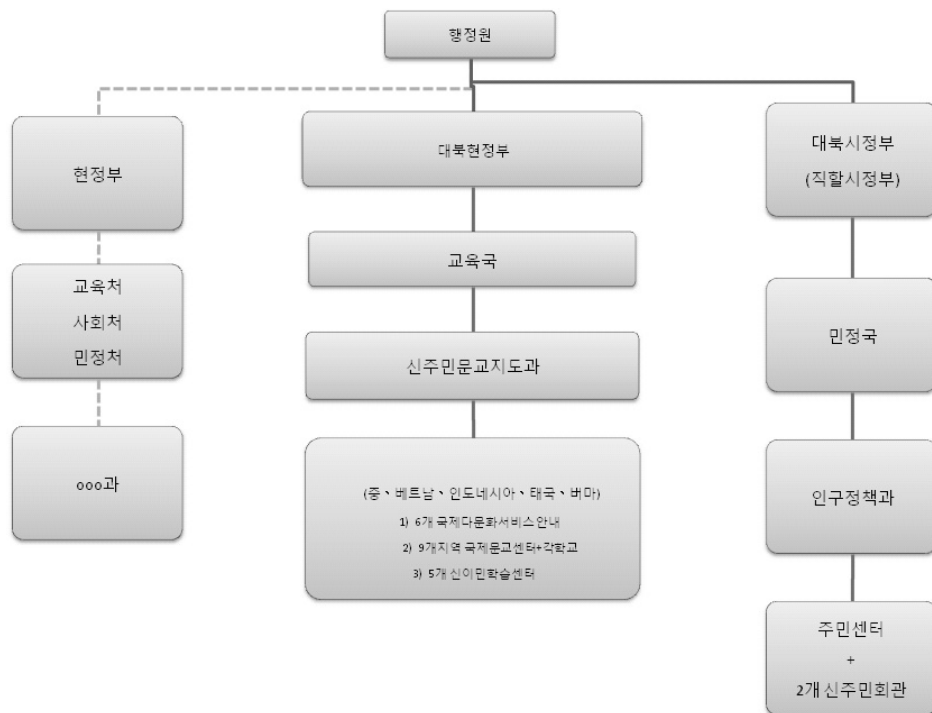 행정원
현정부
교육처
사회처
민정처
ooo과
대북현정부
교육국
신주민문교지도과
(중、베트남、인도네시아、태국、버마)
1) 6개 국제다문화서비스안내
2) 9개지역 국제문교센터+각학교
3) 5개 신이민학습센터
대북시정부
(직할시정부)
민정국
인구정책과
주민센터
+
2개 신주민회관